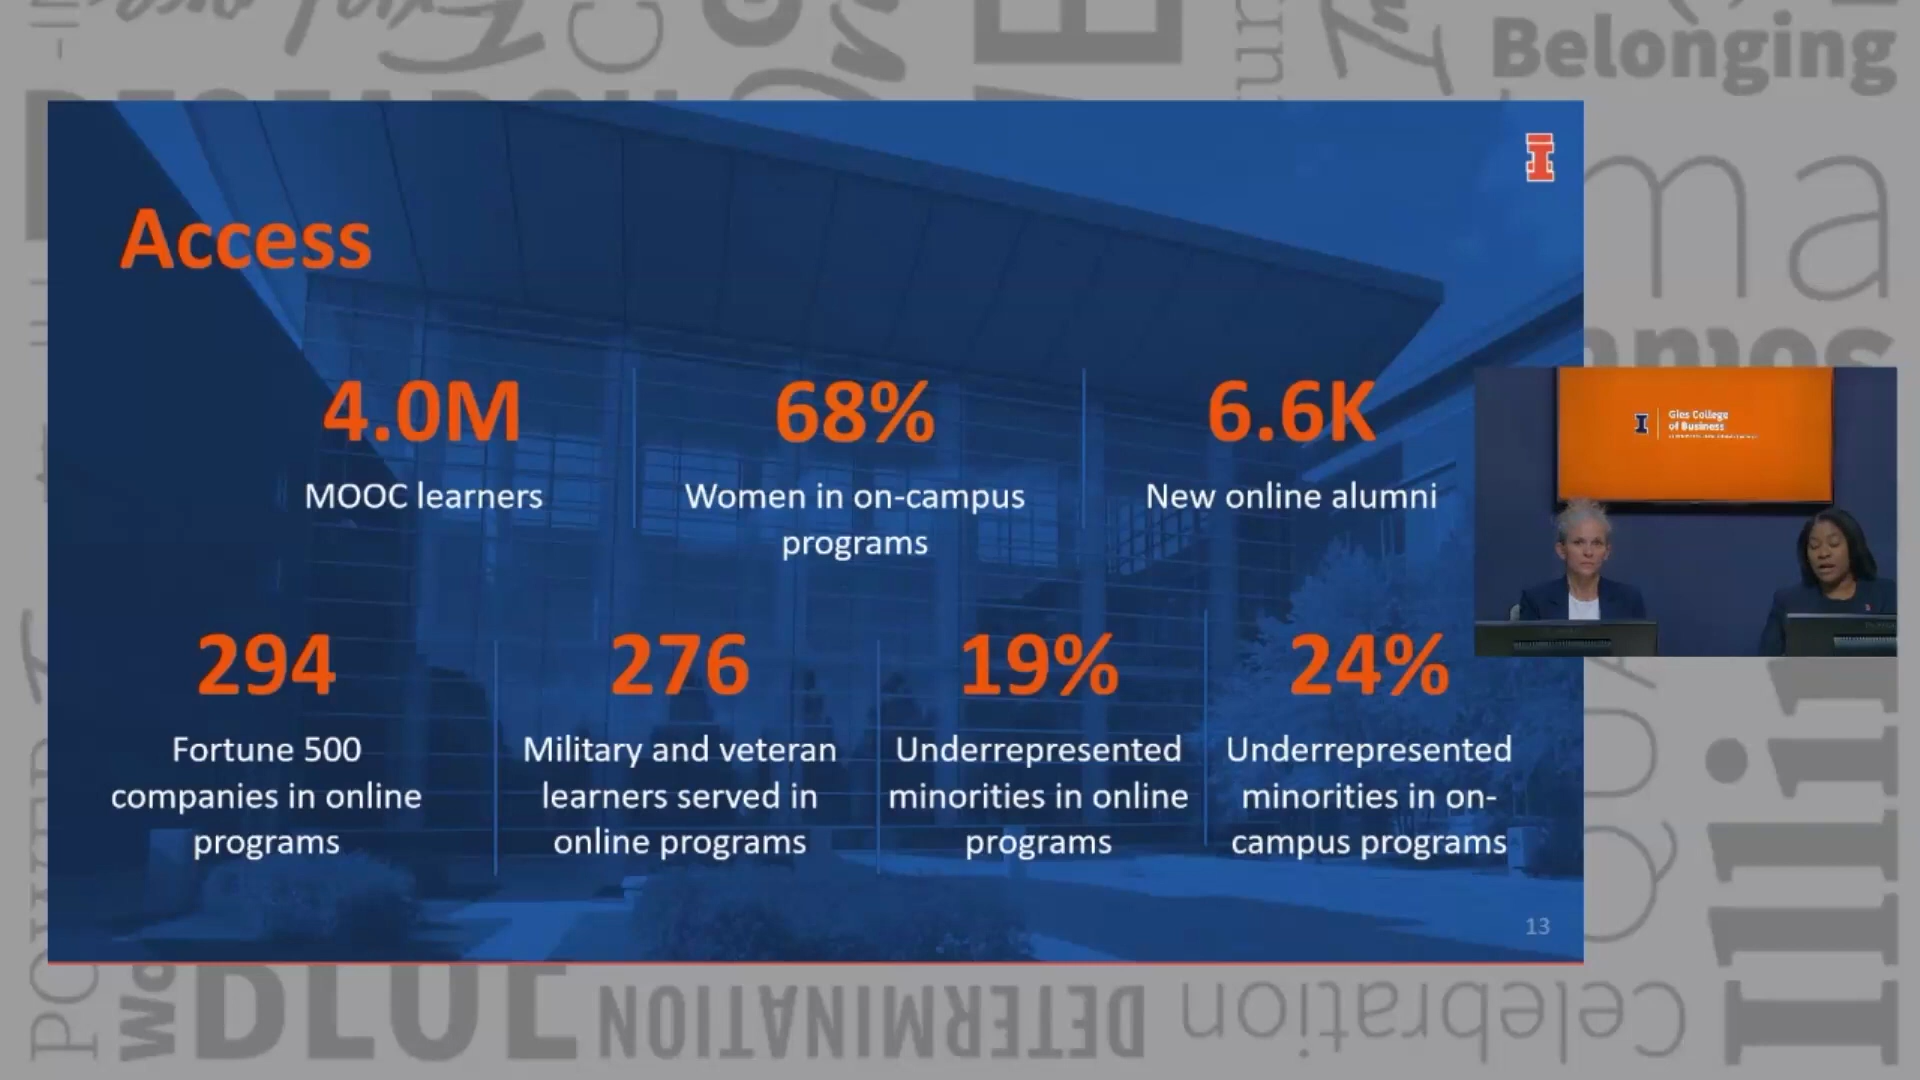 Belonging
Access
4.0M
MOOC learners
68%
Women in on-campus
programs
6.6K
New online alumni
Gies College
of Business
294
Fortune 500
companies in online
programs
276
Military and veteran
learners served in
online programs
19%
Underrepresented
minorities in online
programs
24%
Underrepresented
minorities in on-
campus programs
13
DETERMINATION
Celebration